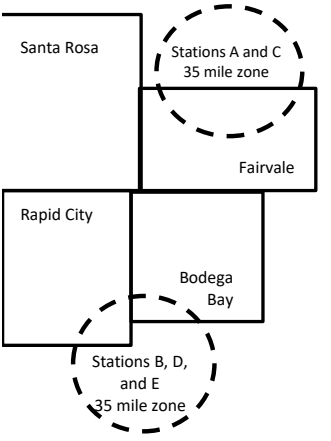 Santa Rosa
Stations A and C
35 mile zone
Fairvale
Rapid City
Bodega
Bay
Stations B, D,
and E
35 mile zone